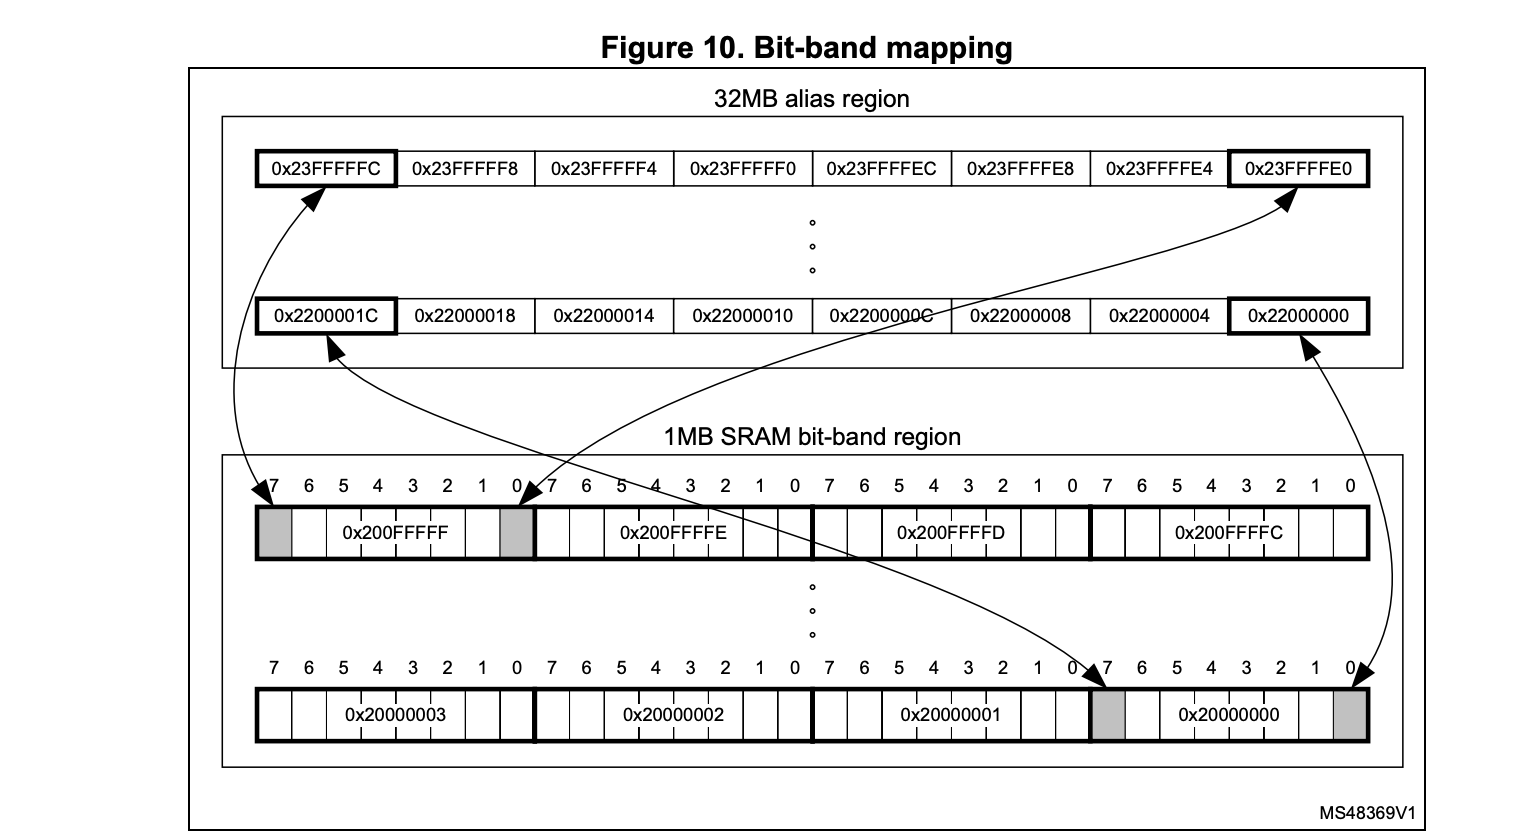 Figure 10. Bit-band mapping
32MB alias region
0x23FFFFFC 0x23FFFFF8 0x23FFFFF4 0x23FFFFF0 0x23FFFFEC 0x23FFFFE8 0x23FFFFE4 0x23FFFFE0
0x2200001C 0x22000018 0x22000014 0x22000010 0x2200000C 0x22000008 0x22000004 0x22000000
1MB SRAM bit-band region
7 6 5 4 3 2 1 0 7 6 5 4 3 2 1 0 7 6 5 4 3 2 1 0 7 6 5 4 3 2 1 0
0x200FFFFF 0x200FFFFE 0x200FFFFD 0x200FFFFC
7 6 5 4 3 2 1 0 7 6 5 4 3 2 1 0 7 6 5 4 3 2 1 0 7 6 5 4 3 2 1 0
0x20000003 0x20000002 0x20000001 0x20000000
MS48369V1